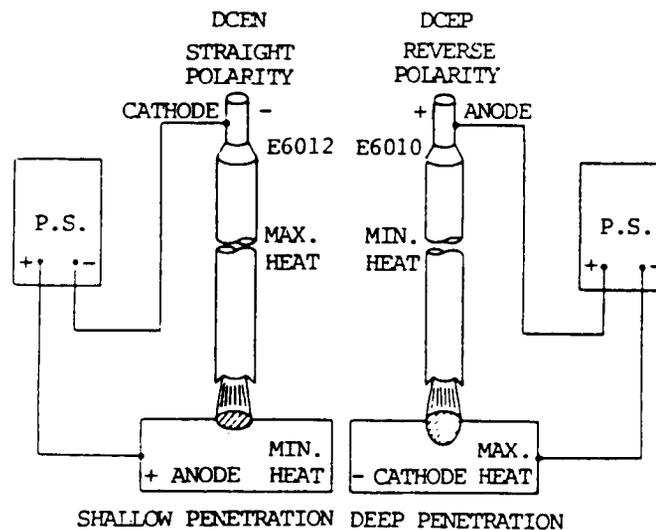 DCEN
STRAIGHT
POLARITY
CATHODE -
E6012
P.S.
+ -
MAX.
HEAT
MIN.
+ ANODE HEAT
SHALLOW PENETRATION
DCEP
REVERSE
POLARITY
+ ANODE
E6010
P.S.
+ -
MIN.
HEAT
MAX.
- CATHODE HEAT
DEEP PENETRATION